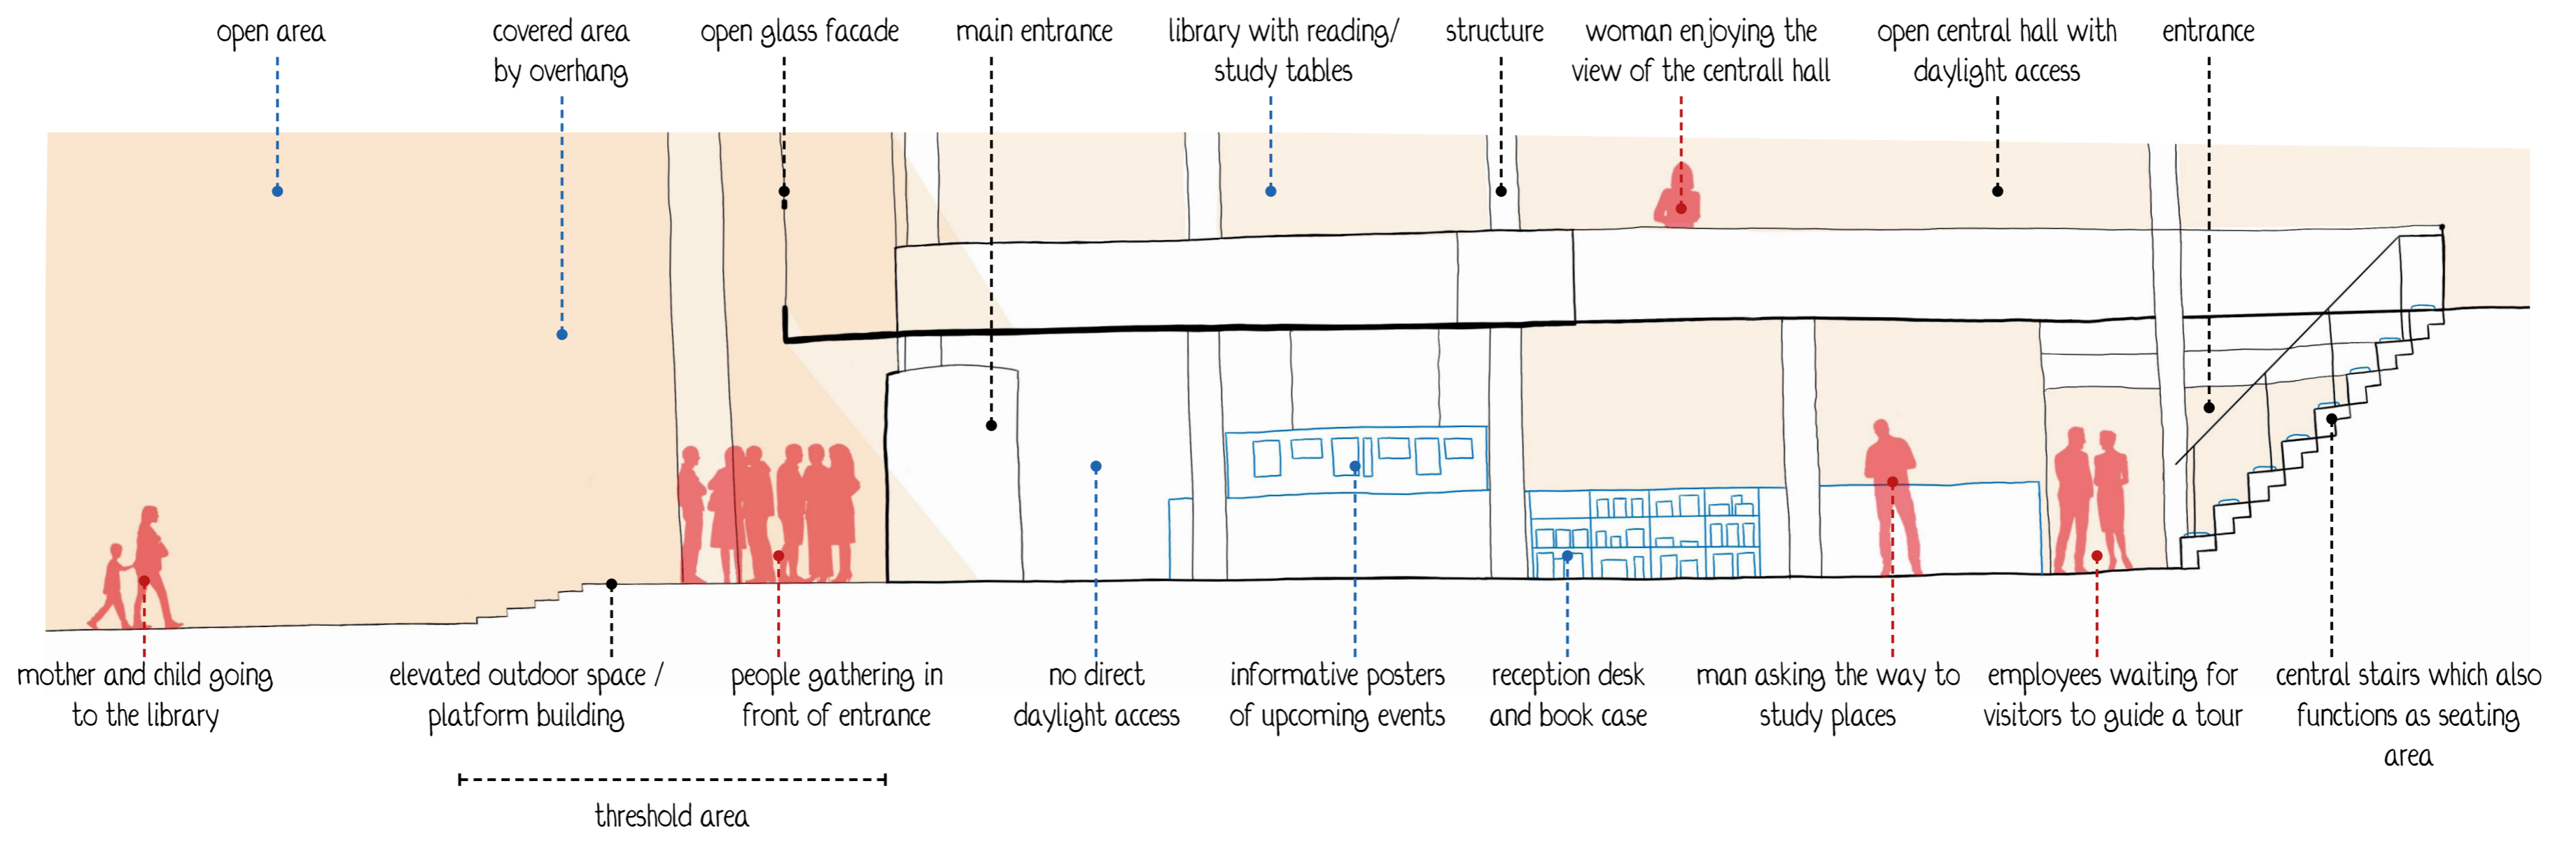 open area
covered area
by overhang
open glass facade
main entrance
library with reading/
study tables
structure
woman enjoying the
view of the centrall hall
open central hall with
daylight access
entrance
mother and child going
to the library
elevated outdoor space /
platform building
people gathering in
front of entrance
no direct
daylight access
informative posters
of upcoming events
reception desk
and book case
man asking the way to
study places
employees waiting for
visitors to guide a tour
central stairs which also
functions as seating
area
threshold area